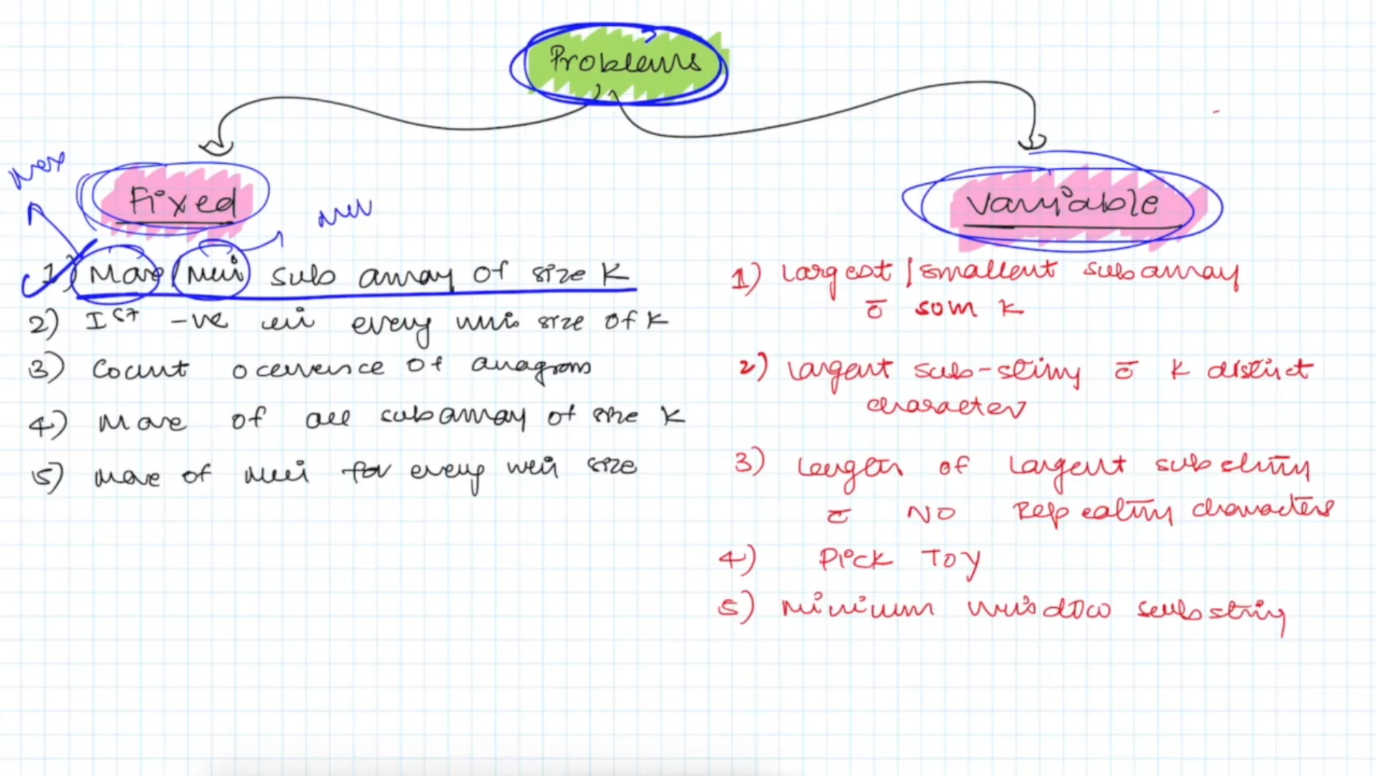 Problems
Fixed
Max
Min
1) Max Min sub array of size K
2) Ist -ve in every win size of K
3) Count occurence of anagram
4) Max of all subarray of size K
5) Max of Min for every win size
Variable
1) Largest / smallest subarray
c̄ sum K
2) Largest sub-string c̄ K distinct
character
3) Length of largest substring
c̄ NO Repeating characters
4) Pick Toy
5) Minimum window substring